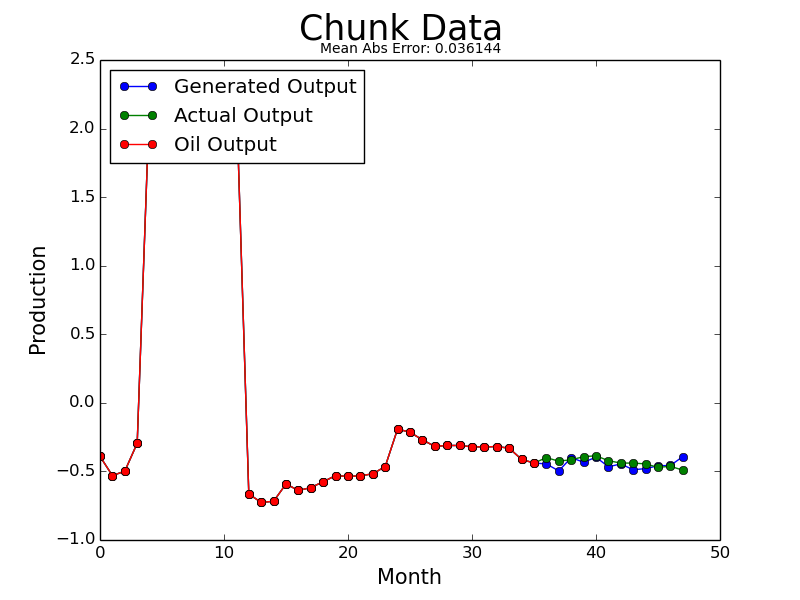 Chunk Data
Mean Abs Error: 0.036144
Generated Output
Actual Output
Oil Output
2.5
2.0
1.5
1.0
0.5
0.0
−0.5
−1.0
Production
0 10 20 30 40 50
Month